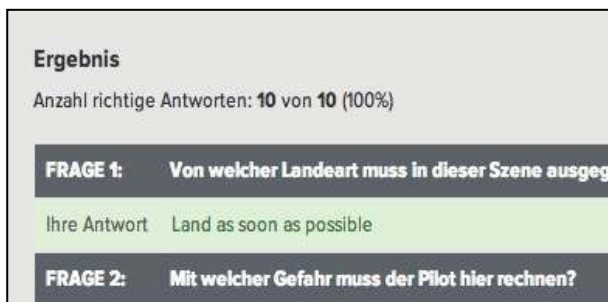 Ergebnis
Anzahl richtige Antworten: 10 von 10 (100%)
FRAGE 1: Von welcher Landeart muss in dieser Szene
Ihre Antwort Land as soon as possible
FRAGE 2: Mit welcher Gefahr muss der Pilot hier rechnen?